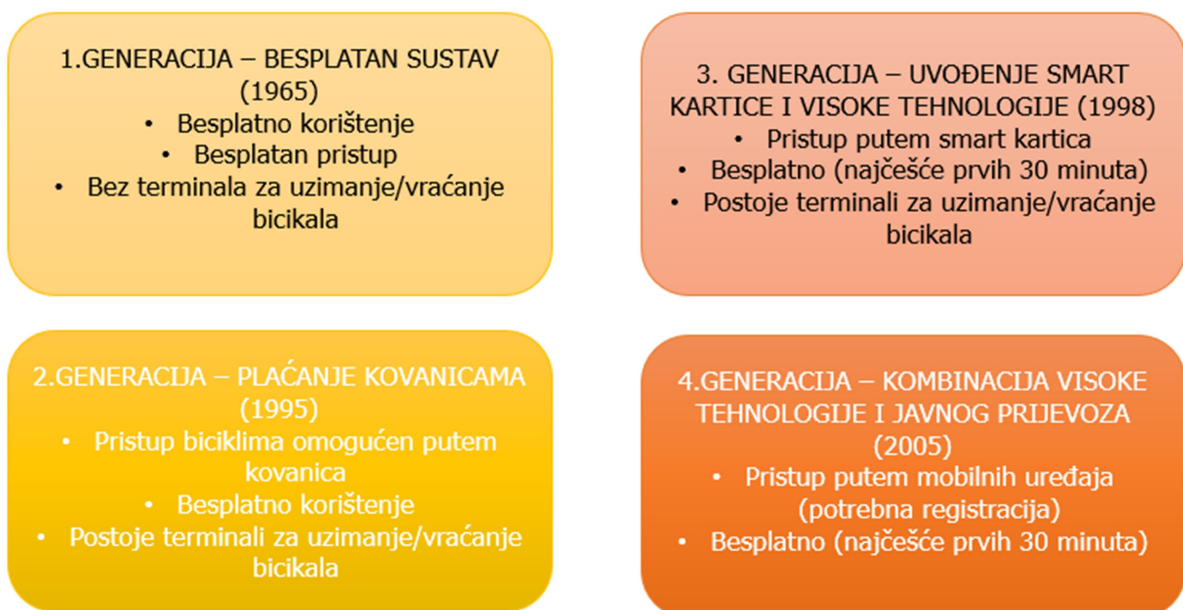 1.GENERACIJA – BESPLATAN SUSTAV
(1965)
• Besplatno korištenje
• Besplatan pristup
• Bez terminala za uzimanje/vraćanje
bicikala
2.GENERACIJA – PLAĆANJE KOVANICAMA
(1995)
• Pristup biciklima omogućen putem
kovanica
• Besplatno korištenje
• Postoje terminali za uzimanje/vraćanje
bicikala
3. GENERACIJA – UVOĐENJE SMART
KARTICE I VISOKE TEHNOLOGIJE (1998)
• Pristup putem smart kartica
• Besplatno (najčešće prvih 30 minuta)
• Postoje terminali za uzimanje/vraćanje
bicikala
4.GENERACIJA – KOMBINACIJA VISOKE
TEHNOLOGIJE I JAVNOG PRIJEVOZA
(2005)
• Pristup putem mobilnih uređaja
(potrebna registracija)
• Besplatno (najčešće prvih 30 minuta)